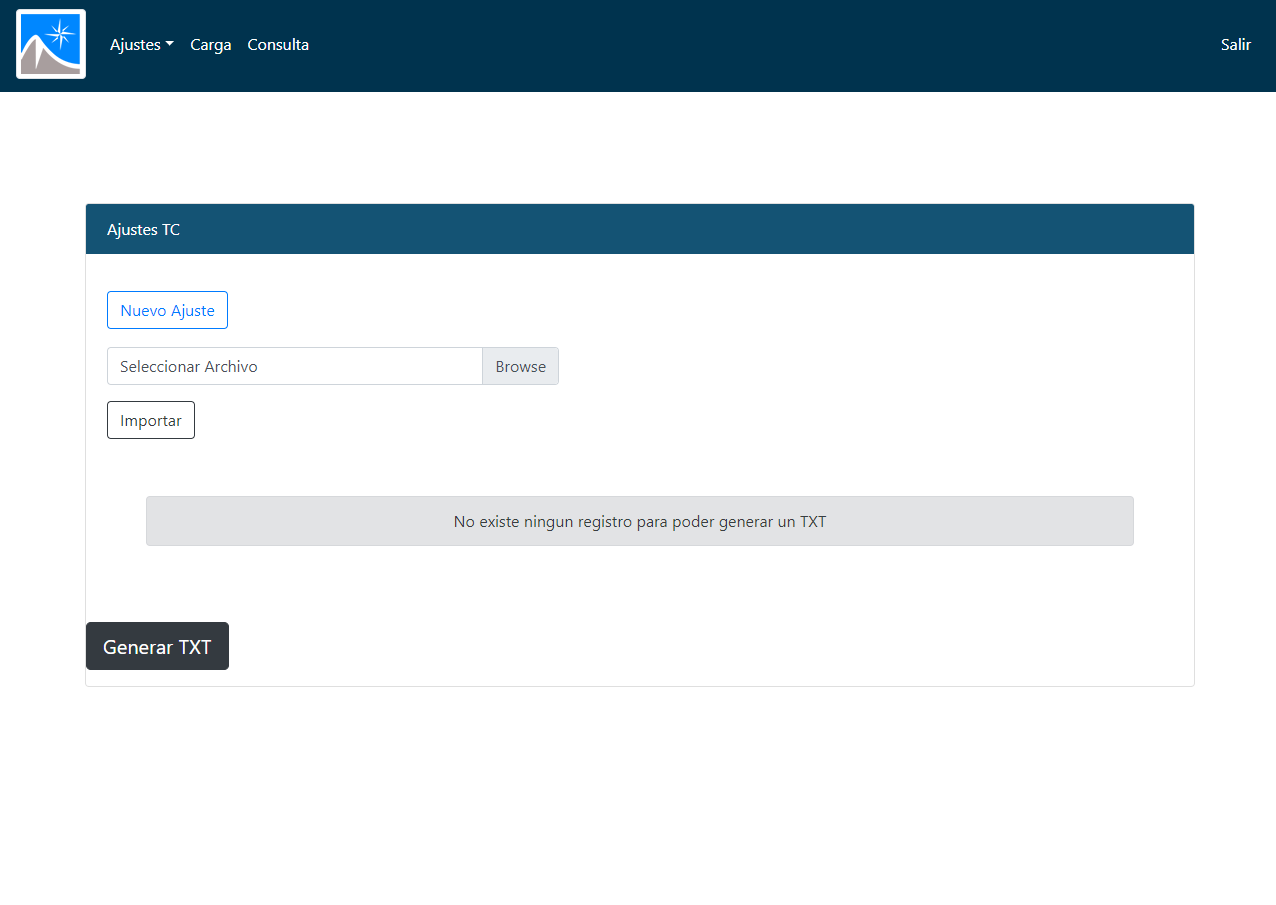 Ajustes Carga Consulta Salir
Ajustes TC
Nuevo Ajuste
Seleccionar Archivo Browse
Importar
No existe ningun registro para poder generar un TXT
Generar TXT